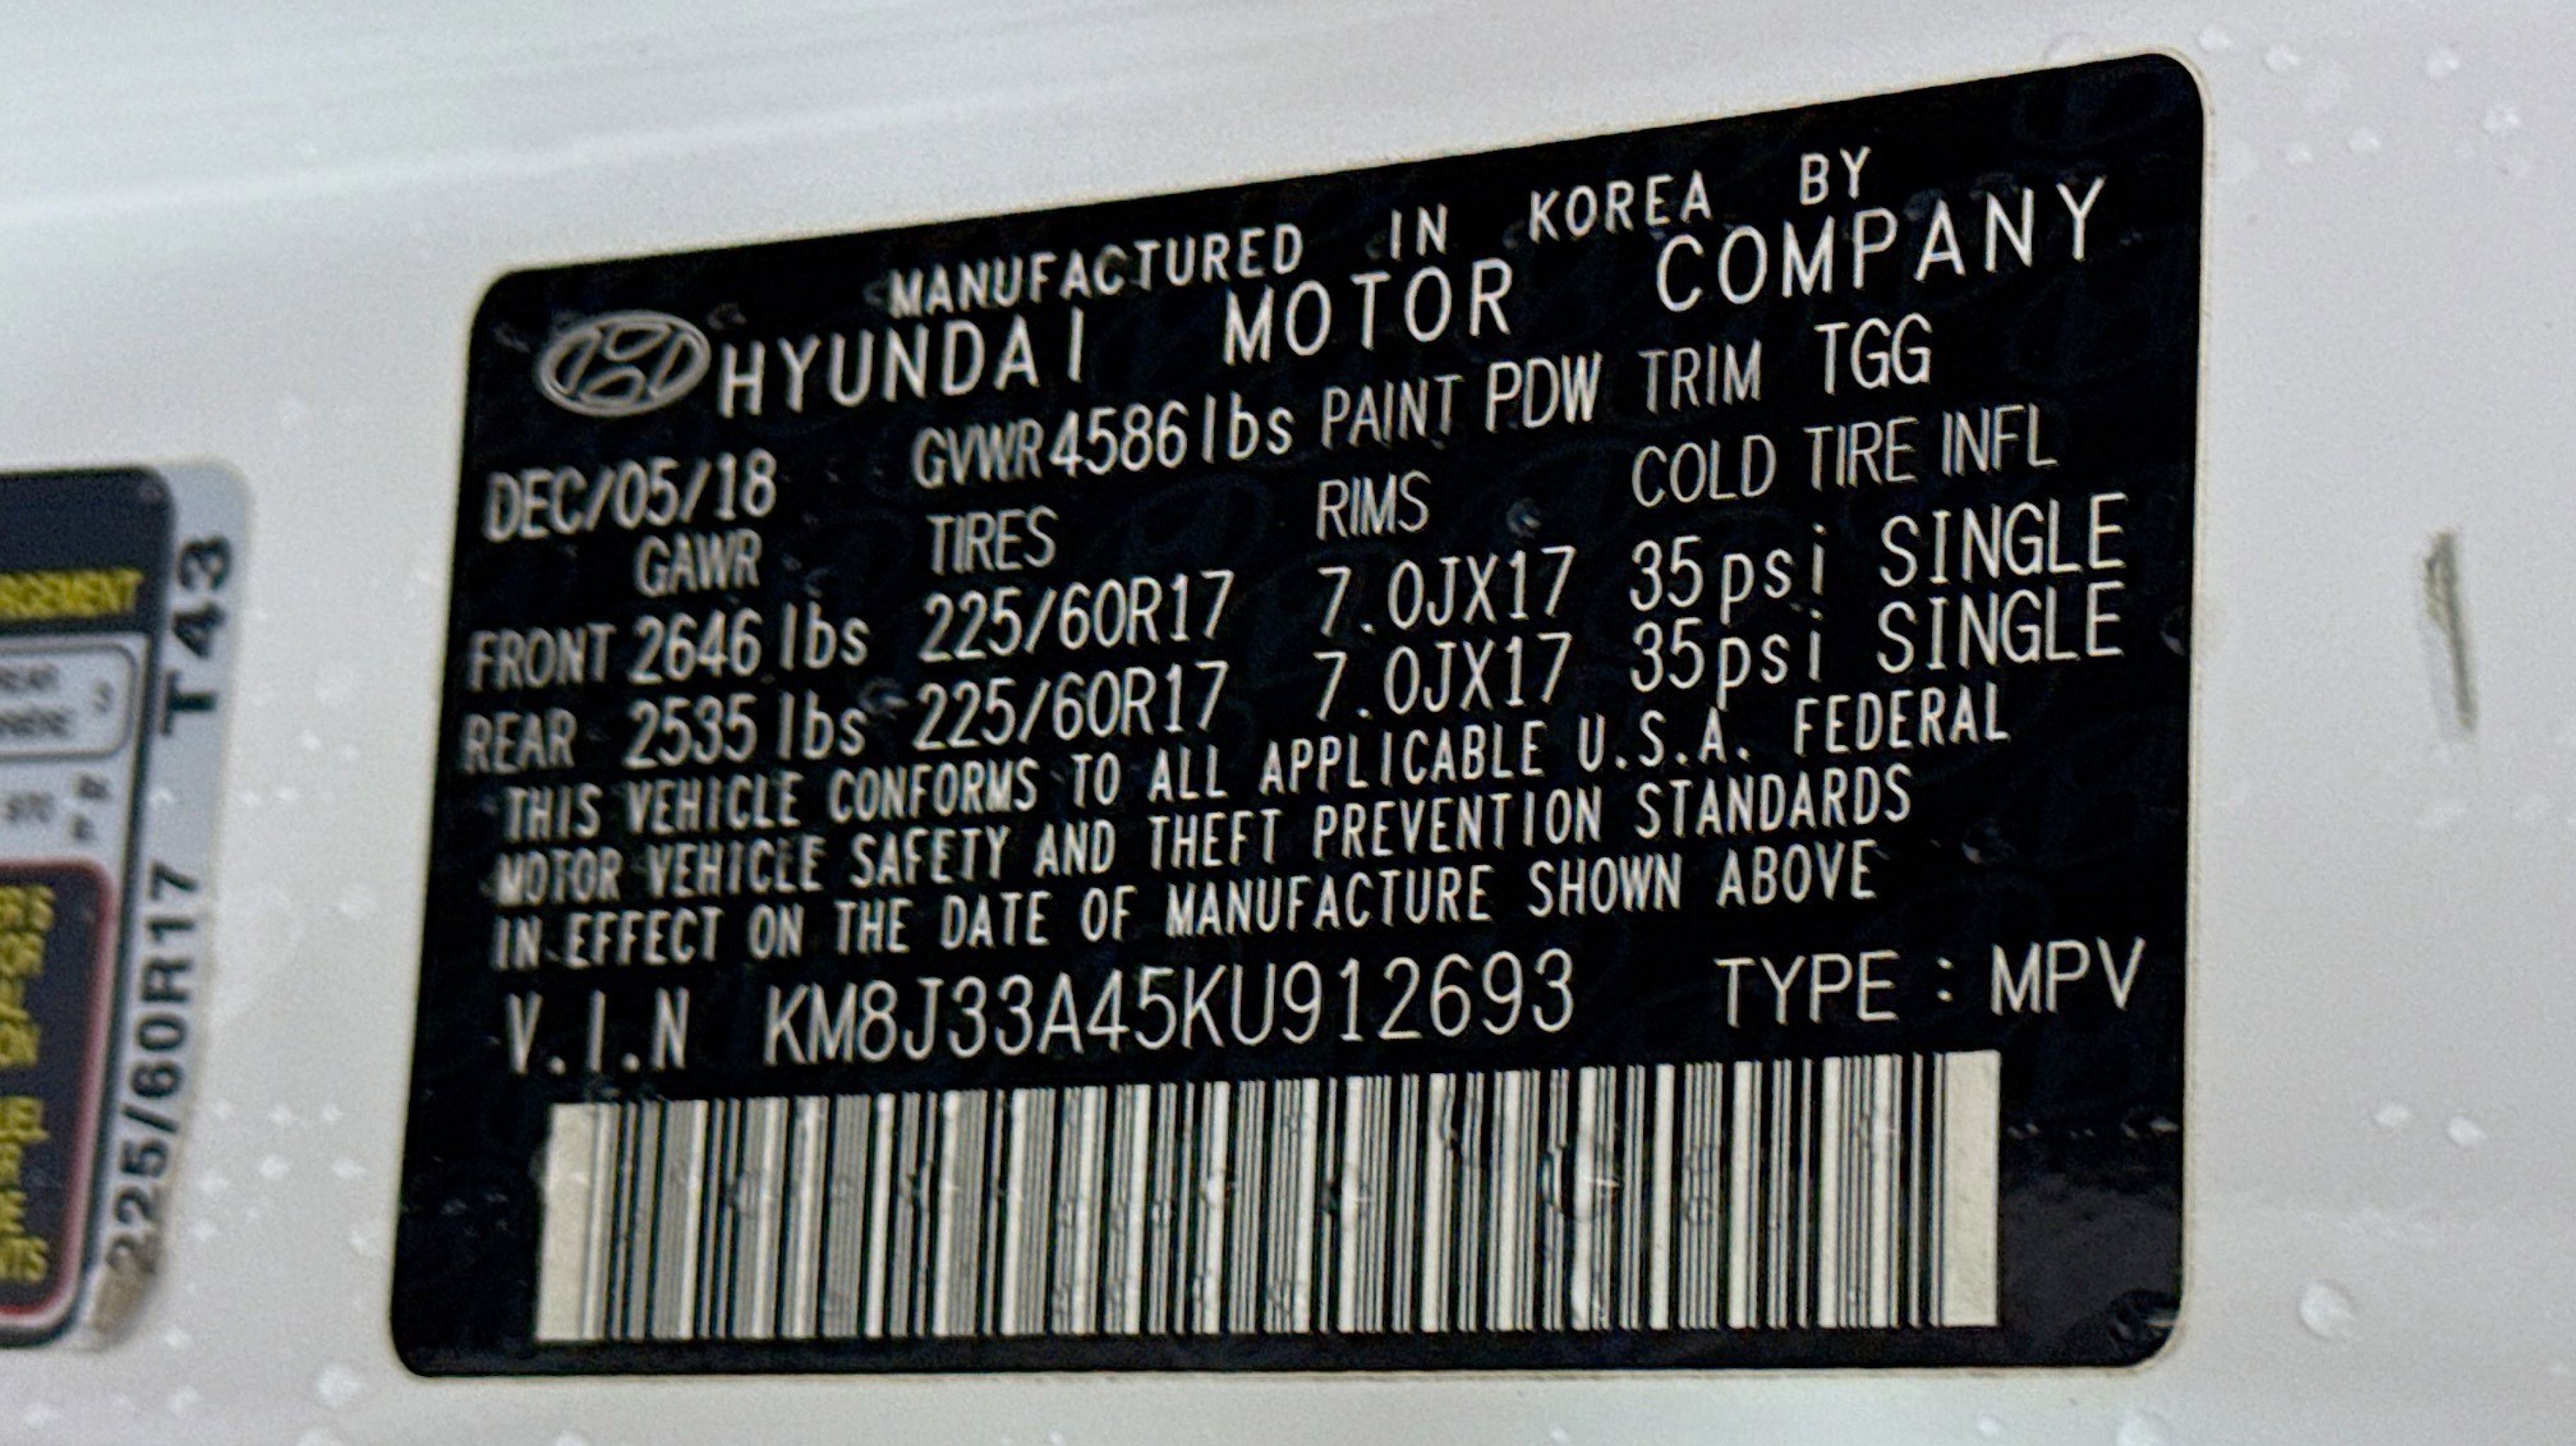 MANUFACTURED IN KOREA BY
HYUNDAI MOTOR COMPANY
DEC/05/18 GVWR 4586 lbs PAINT PDW TRIM TGG
GAWR TIRES RIMS COLD TIRE INFL
FRONT 2646 lbs 225/60R17 7.0JX17 35psi SINGLE
REAR 2535 lbs 225/60R17 7.0JX17 35psi SINGLE
THIS VEHICLE CONFORMS TO ALL APPLICABLE U.S.A. FEDERAL
MOTOR VEHICLE SAFETY AND THEFT PREVENTION STANDARDS
IN EFFECT ON THE DATE OF MANUFACTURE SHOWN ABOVE
V.I.N KM8J33A45KU912693 TYPE : MPV
225/60R17 T43